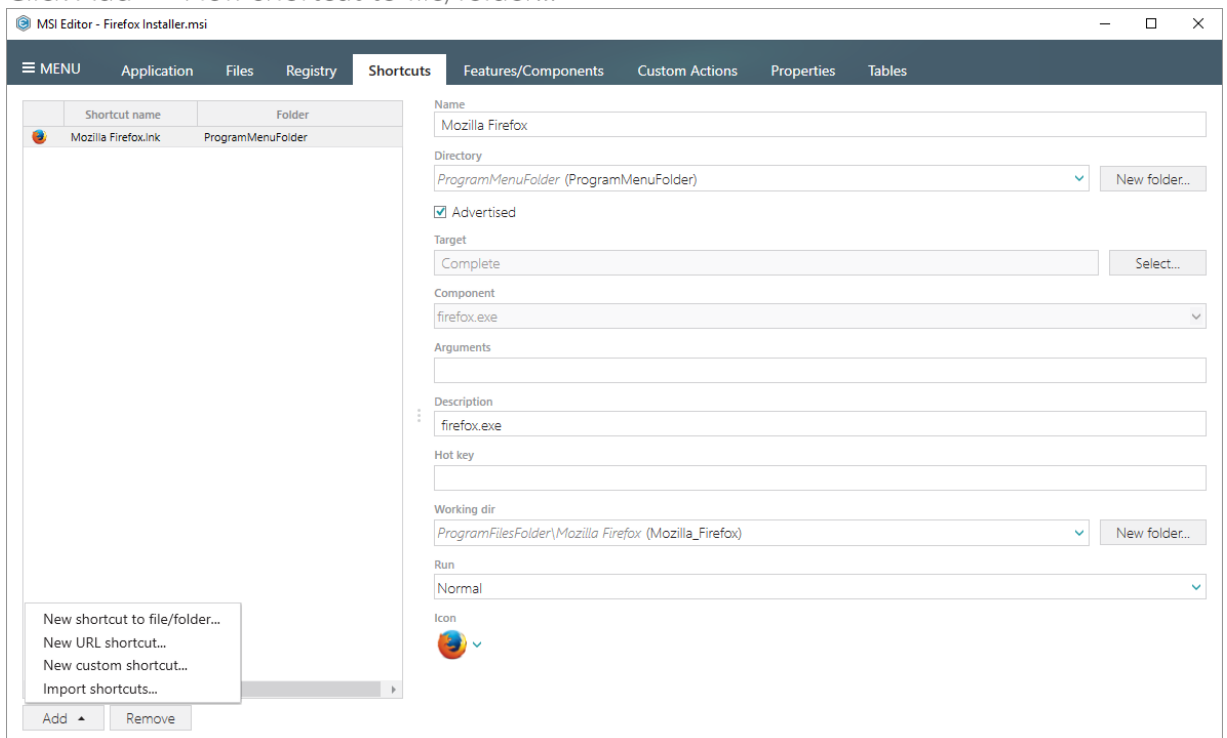 MSI Editor - Firefox Installer.msi
MENU Application Files Registry Shortcuts Features/Components Custom Actions Properties Tables
Shortcut name Folder
Mozilla Firefox.lnk ProgramMenuFolder
Name
Mozilla Firefox
Directory
ProgramMenuFolder (ProgramMenuFolder) New folder...
Advertised
Target
Complete Select...
Component
firefox.exe
Arguments
Description
firefox.exe
Hot key
Working dir
ProgramFilesFolder\Mozilla Firefox (Mozilla_Firefox) New folder...
Run
Normal
Icon
New shortcut to file/folder...
New URL shortcut...
New custom shortcut...
Import shortcuts...
Add Remove